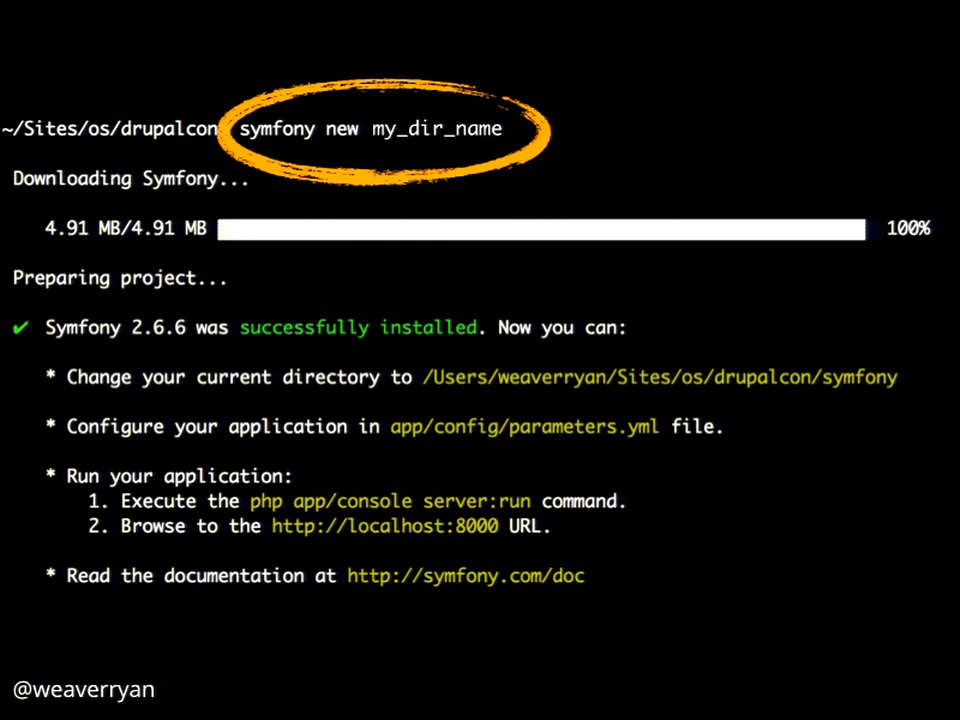 ~/Sites/os/drupalcon symfony new my_dir_name
Downloading Symfony...
4.91 MB/4.91 MB 100%
Preparing project...
✔ Symfony 2.6.6 was successfully installed. Now you can:
* Change your current directory to /Users/weaverryan/Sites/os/drupalcon/symfony
* Configure your application in app/config/parameters.yml file.
* Run your application:
1. Execute the php app/console server:run command.
2. Browse to the http://localhost:8000 URL.
* Read the documentation at http://symfony.com/doc
@weaverryan